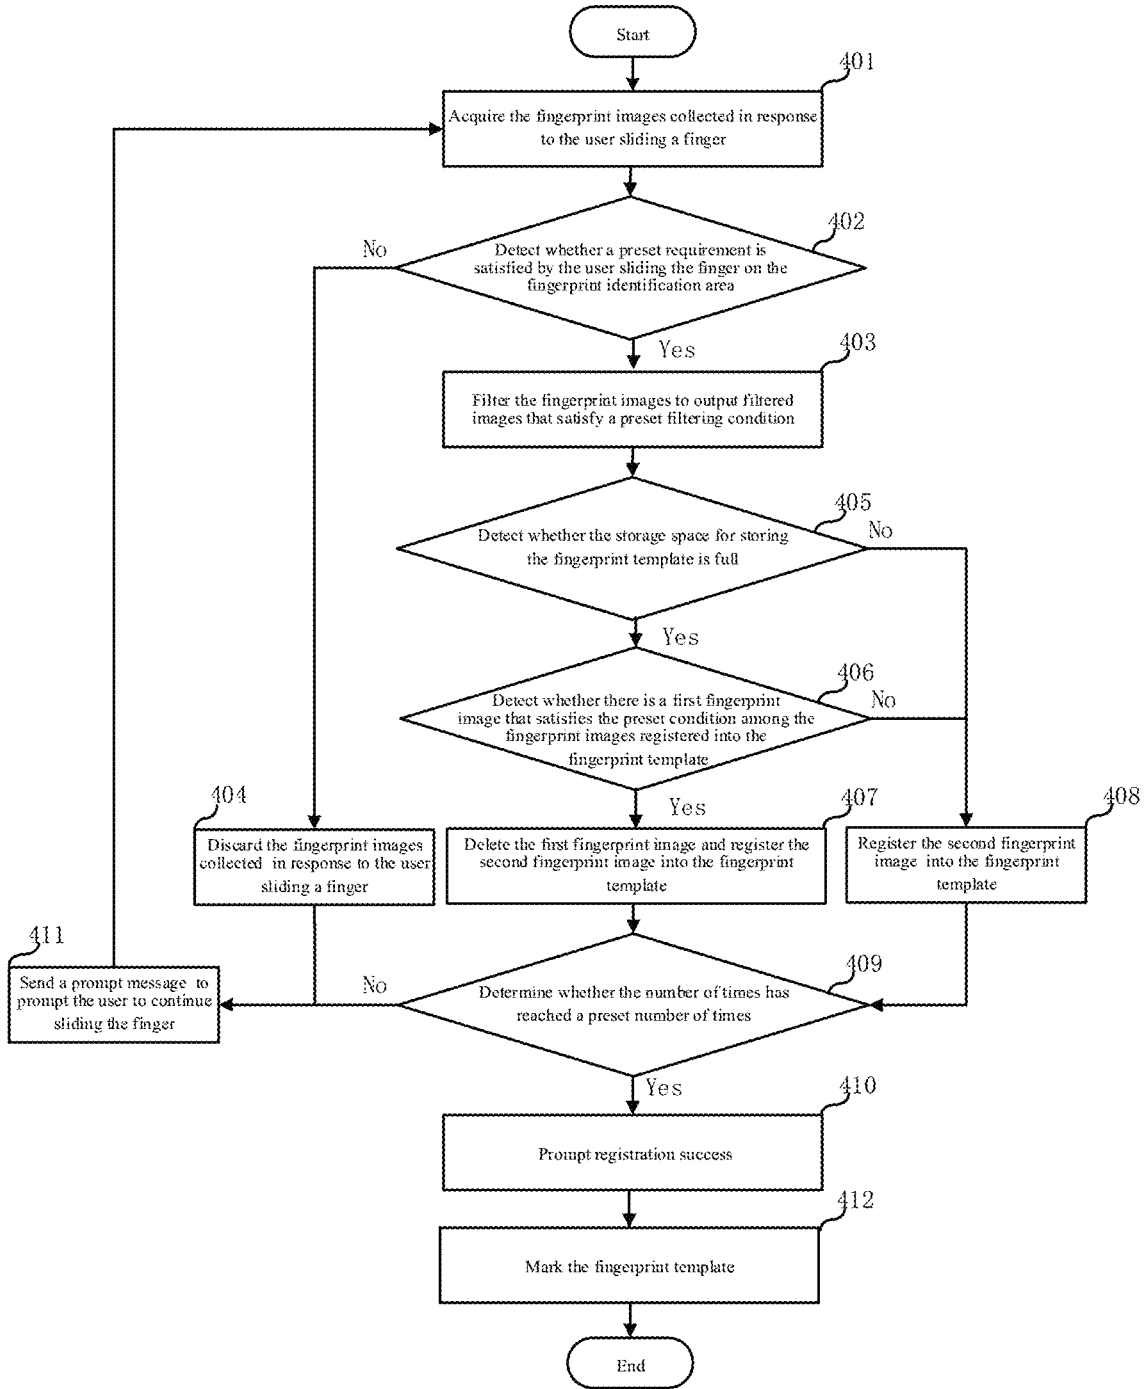 Start
401
Acquire the fingerprint images collected in response
to the user sliding a finger
402
No
Detect whether a preset requirement is
satisfied by the user sliding the finger on the
fingerprint identification area
Yes
403
Filter the fingerprint images to output filtered
images that satisfy a preset filtering condition
405
No
Detect whether the storage space for storing
the fingerprint template is full
Yes
406
No
Detect whether there is a first fingerprint
image that satisfies the preset condition among the
fingerprint images registered into the
fingerprint template
Yes
404
Discard the fingerprint images
collected in response to the user
sliding a finger
407
Delete the first fingerprint image and register the
second fingerprint image into the fingerprint
template
408
Register the second fingerprint
image into the fingerprint
template
411
Send a prompt message to
prompt the user to continue
sliding the finger
No
409
Determine whether the number of times has
reached a preset number of times
Yes
410
Prompt registration success
412
Mark the fingerprint template
End